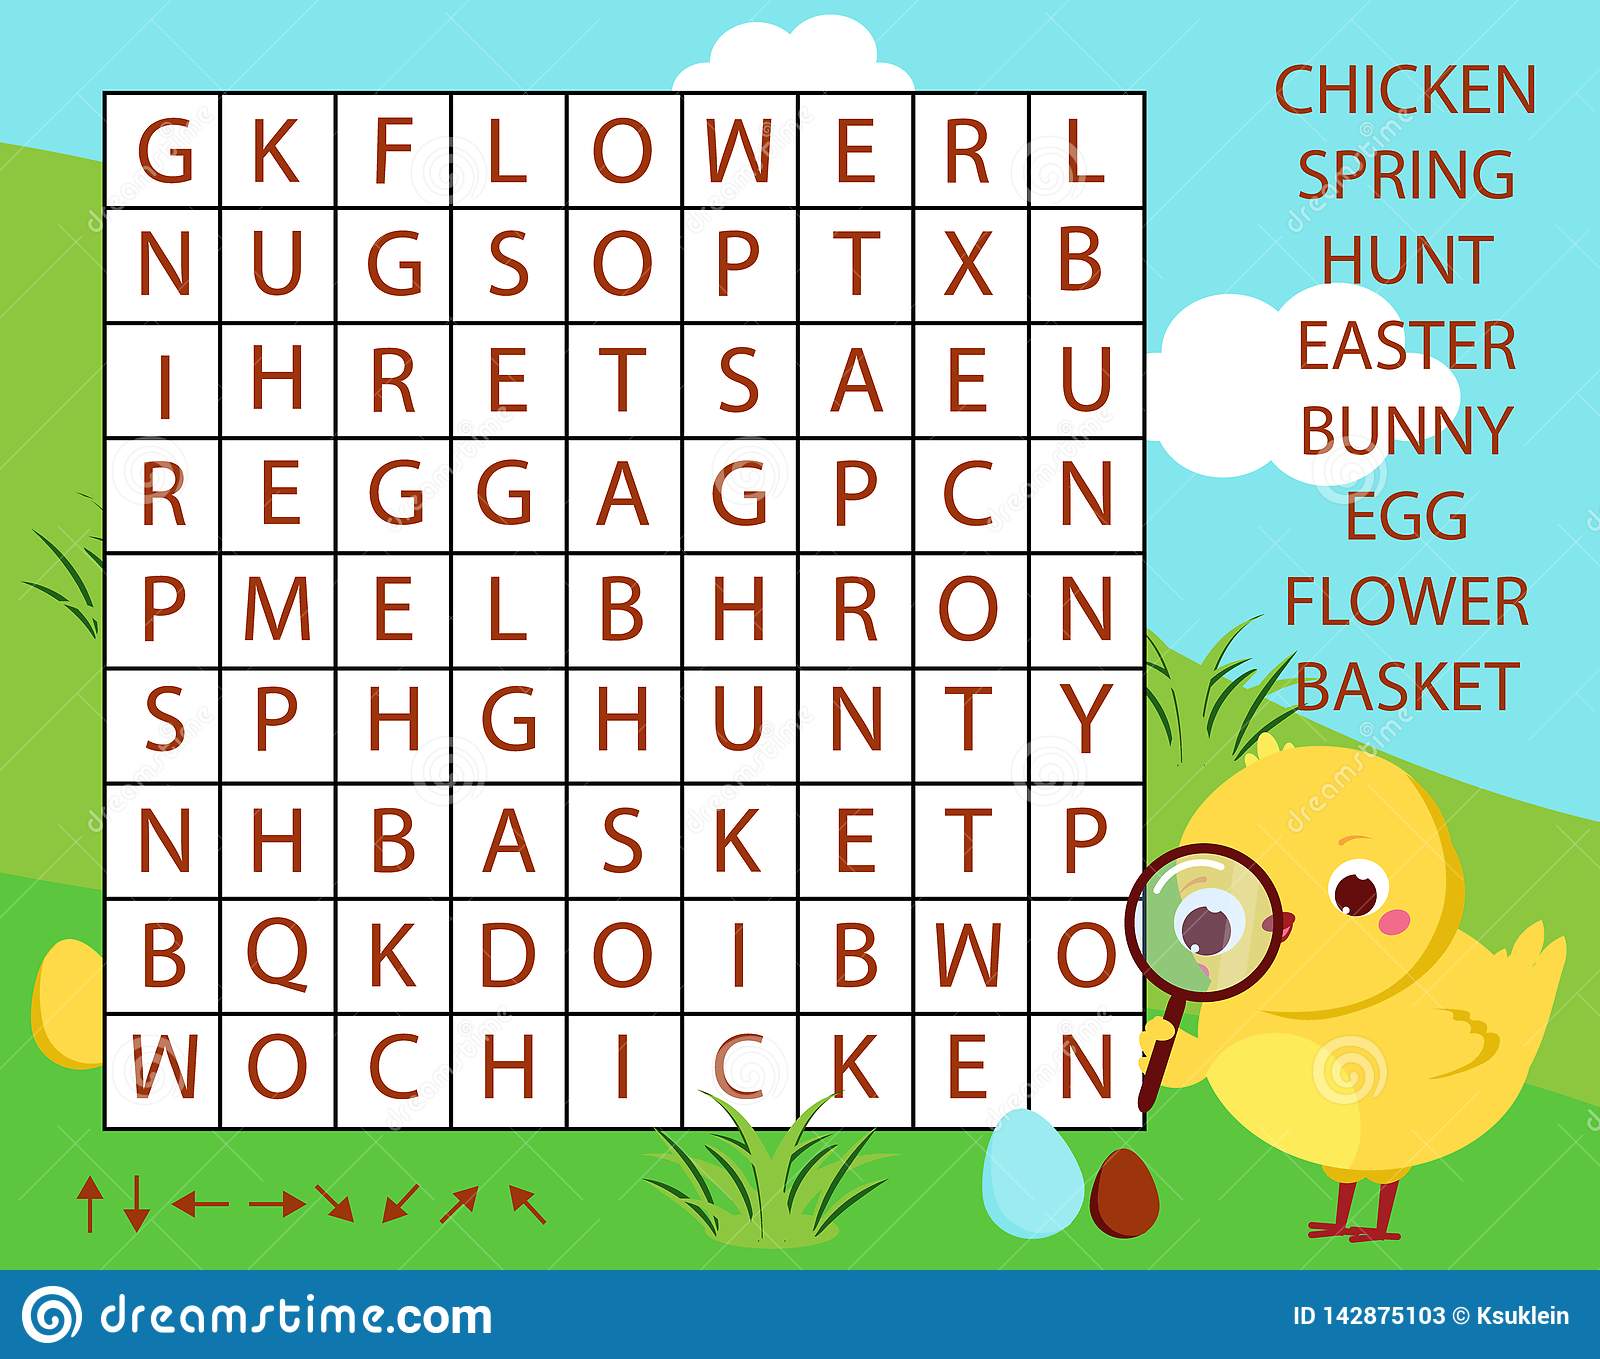 G K F L O W E R L
N U G S O P T X B
I H R E T S A E U
R E G G A G P C N
P M E L B H R O N
S P H G H U N T Y
N H B A S K E T P
B Q K D O I B W O
W O C H I C K E N
CHICKEN
SPRING
HUNT
EASTER
BUNNY
EGG
FLOWER
BASKET
dreamstime.com
ID 142875103 © Ksuklein